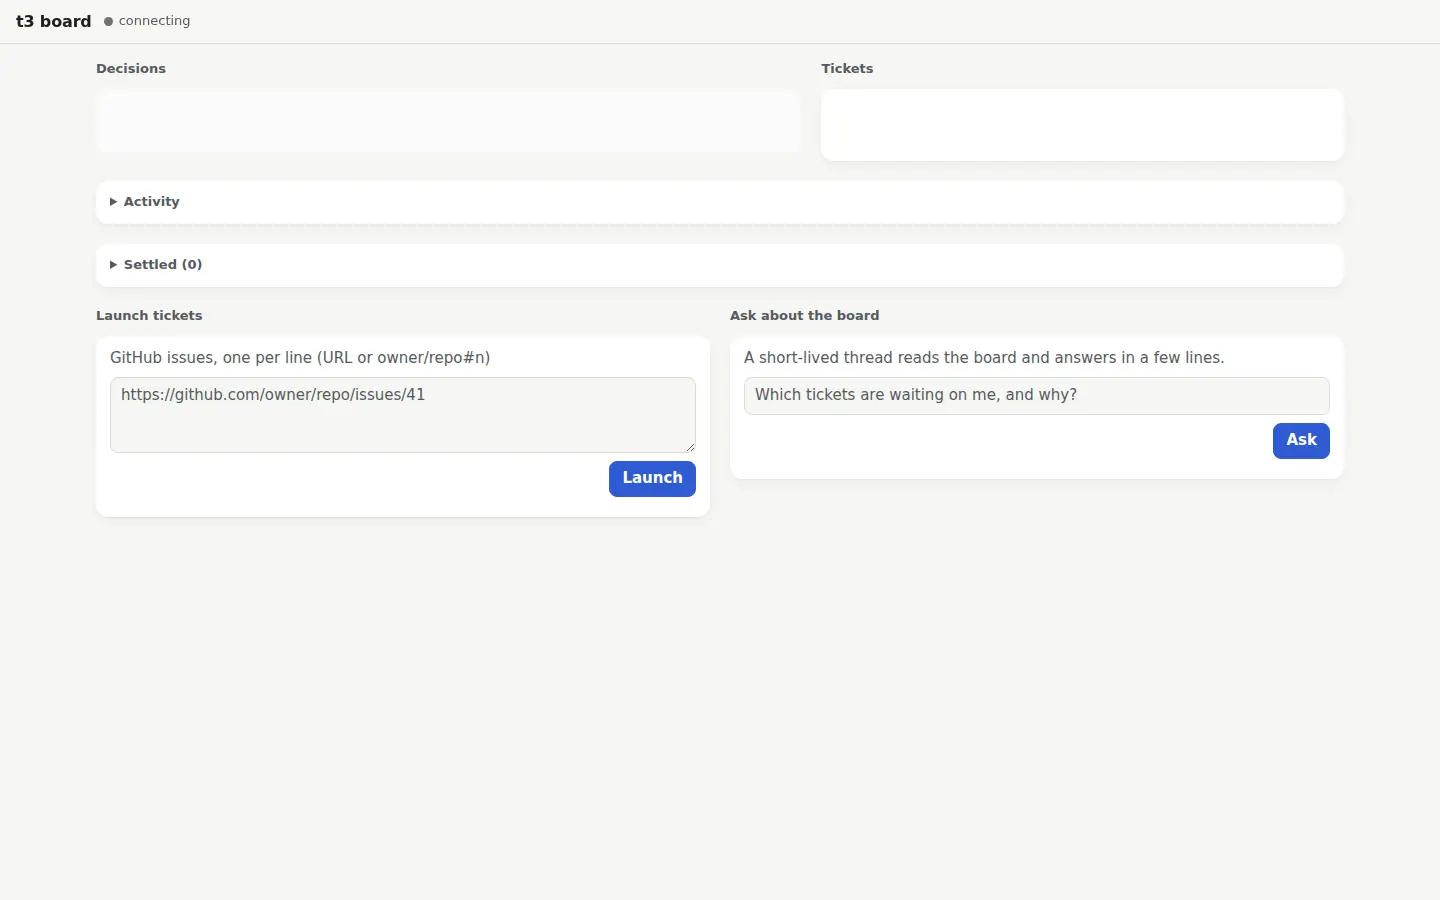 t3 board connecting
Decisions
Tickets
Activity
Settled (0)
Launch tickets
GitHub issues, one per line (URL or owner/repo#n)
https://github.com/owner/repo/issues/41
Launch
Ask about the board
A short-lived thread reads the board and answers in a few lines.
Which tickets are waiting on me, and why?
Ask